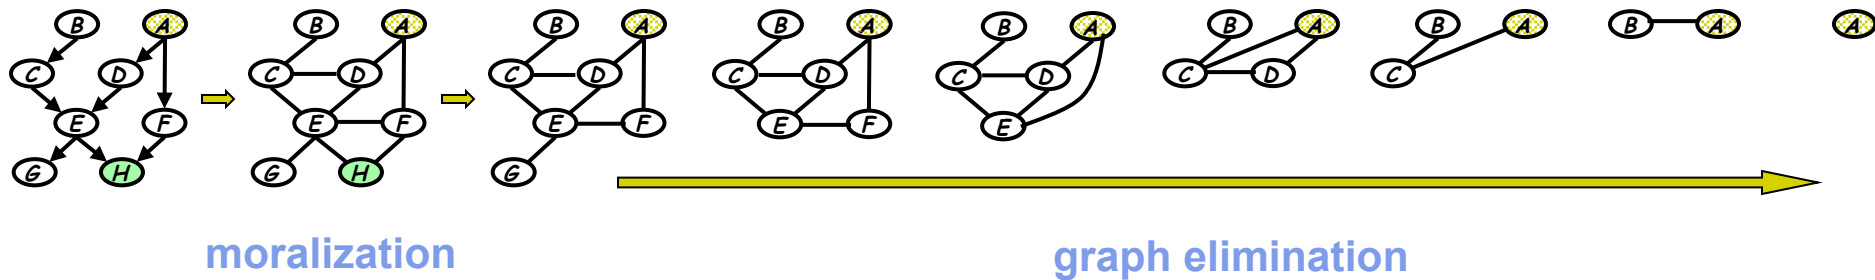 B A B A B A B A B A B A B A B A A
C D C D C D C D C D C D C
E F E F E F E F E
G H G H G
moralization graph elimination